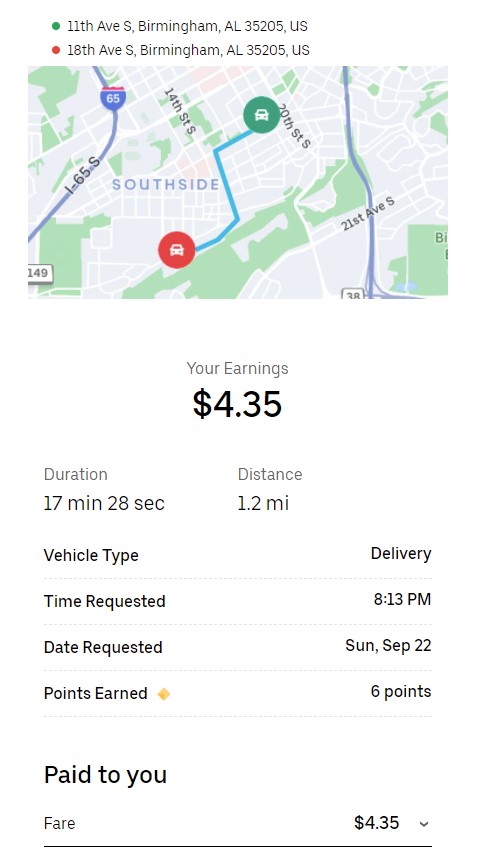 11th Ave S, Birmingham, AL 35205, US
18th Ave S, Birmingham, AL 35205, US
65
14th St S
20th St S
I-65 S
SOUTHSIDE
21st Ave S
Bi
149
38
Your Earnings
$4.35
Duration
Distance
17 min 28 sec
1.2 mi
Vehicle Type Delivery
Time Requested 8:13 PM
Date Requested Sun, Sep 22
Points Earned 6 points
Paid to you
Fare $4.35